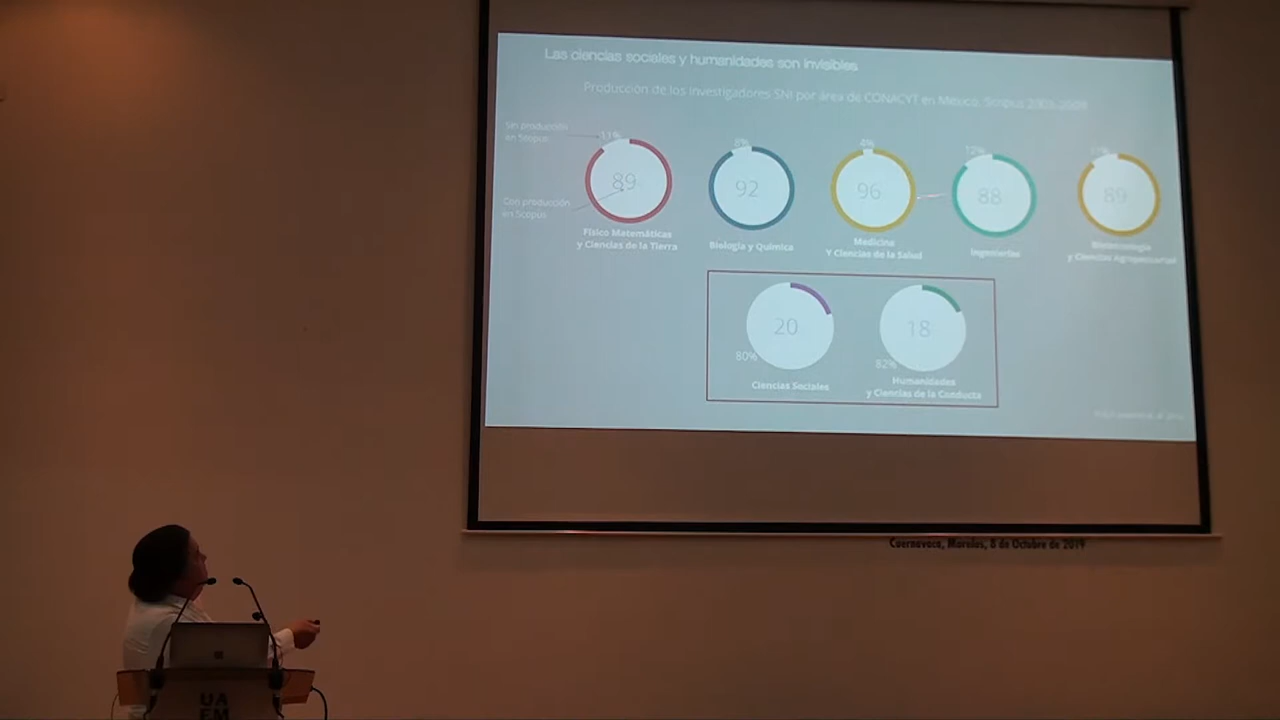 Las ciencias sociales y humanidades son invisibles
Producción de los investigadores SNI por área de CONACYT en México. Scopus
Sin producción
en Scopus
11%
8%
4%
12%
11%
89
92
96
88
89
Con producción
en Scopus
Físico Matemáticas
y Ciencias de la Tierra
Biología y Química
Medicina
Y Ciencias de la Salud
Ingenierías
Biotecnología
y Ciencias Agropecuarias
20
18
80%
82%
Ciencias Sociales
Humanidades
y Ciencias de la Conducta
Cuernavaca, Morelos, 8 de Octubre de 2019
UA
EM